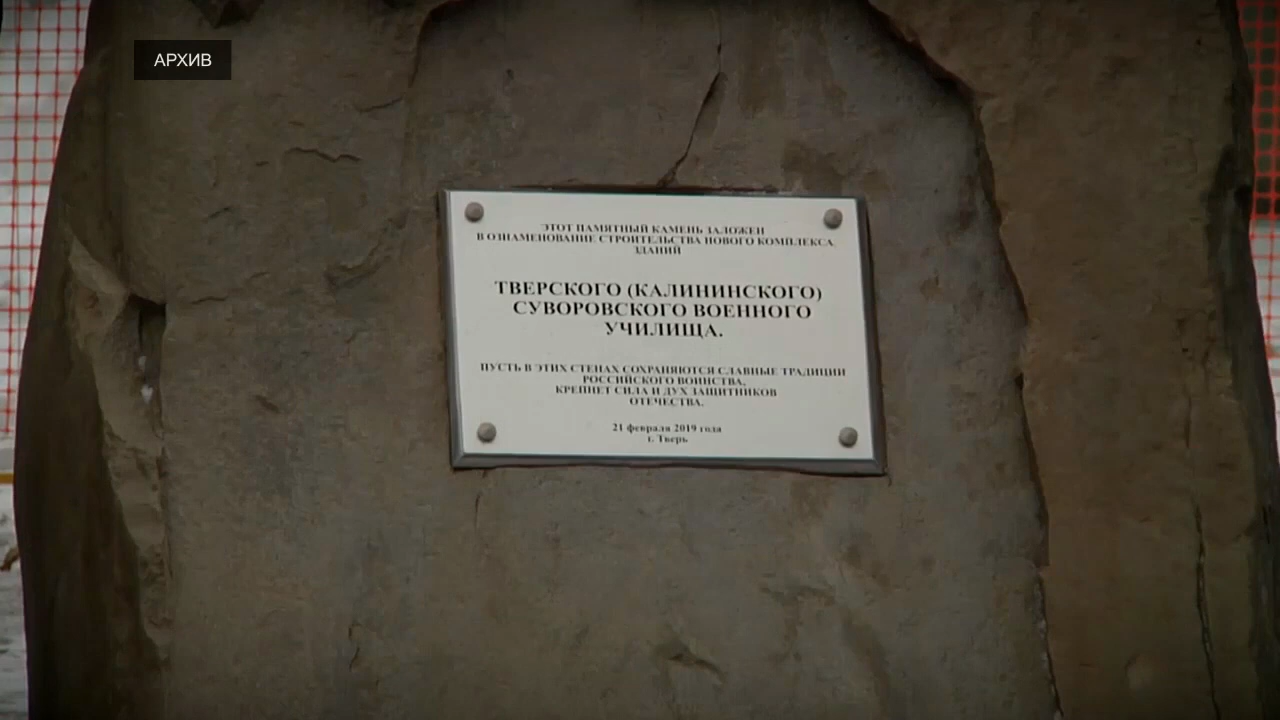 АРХИВ
ЭТОТ ПАМЯТНЫЙ КАМЕНЬ ЗАЛОЖЕН
В ОЗНАМЕНОВАНИЕ СТРОИТЕЛЬСТВА НОВОГО КОМПЛЕКСА
ЗДАНИЙ
ТВЕРСКОГО (КАЛИНИНСКОГО)
СУВОРОВСКОГО ВОЕННОГО
УЧИЛИЩА.
ПУСТЬ В ЭТИХ СТЕНАХ СОХРАНЯЮТСЯ СЛАВНЫЕ ТРАДИЦИИ
РОССИЙСКОГО ВОИНСТВА,
КРЕПНЕТ СИЛА И ДУХ ЗАЩИТНИКОВ
ОТЕЧЕСТВА.
21 февраля 2019 года
г. Тверь